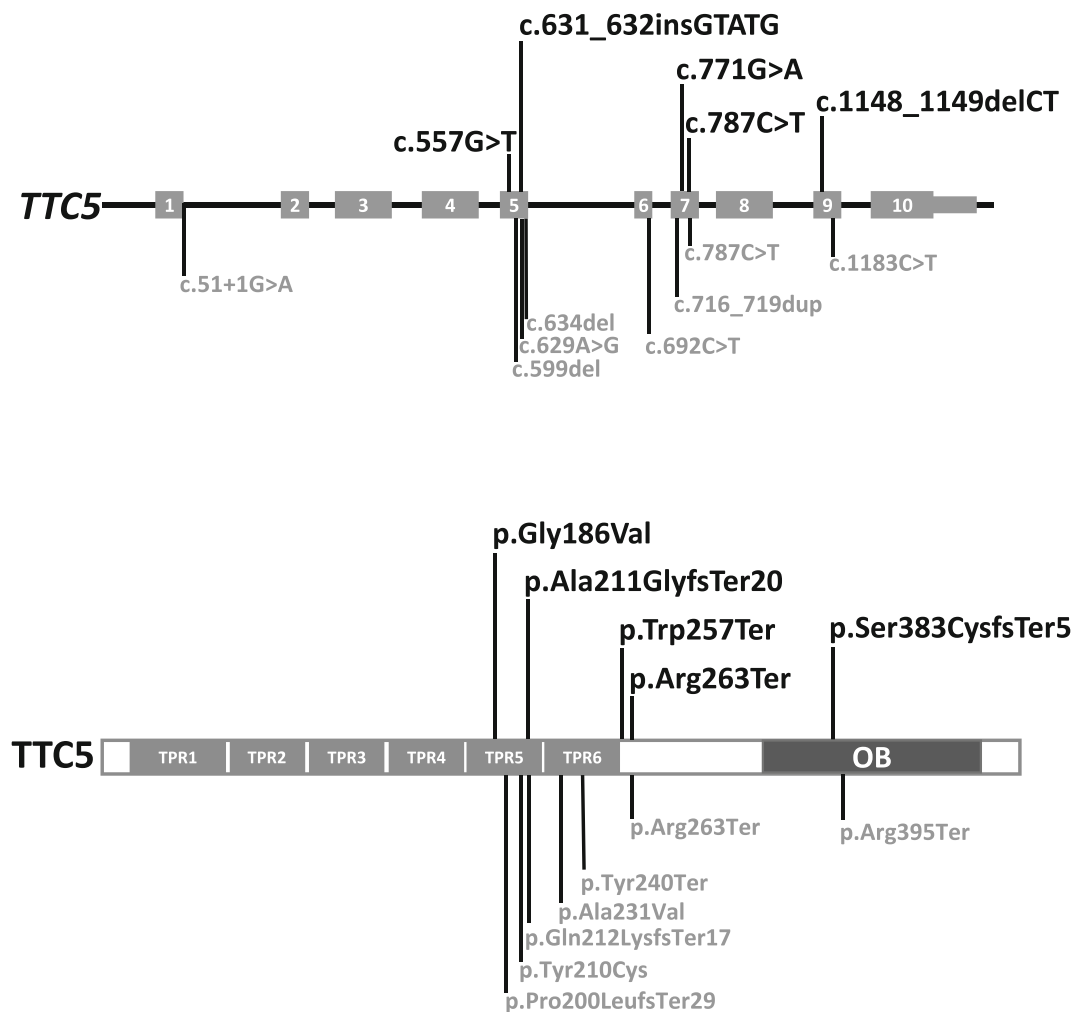 c.631_632insGTATG
c.771G>A
c.1148_1149delCT
c.787C>T
c.557G>T
TTC5 1 2 3 4 5 6 7 8 9 10
c.787C>T
c.1183C>T
c.51+1G>A
c.716_719dup
c.634del
c.629A>G
c.692C>T
c.599del
p.Gly186Val
p.Ala211GlyfsTer20
p.Trp257Ter
p.Ser383CysfsTer5
p.Arg263Ter
TTC5 TPR1 TPR2 TPR3 TPR4 TPR5 TPR6 OB
p.Arg263Ter
p.Arg395Ter
p.Tyr240Ter
p.Ala231Val
p.Gln212LysfsTer17
p.Tyr210Cys
p.Pro200LeufsTer29